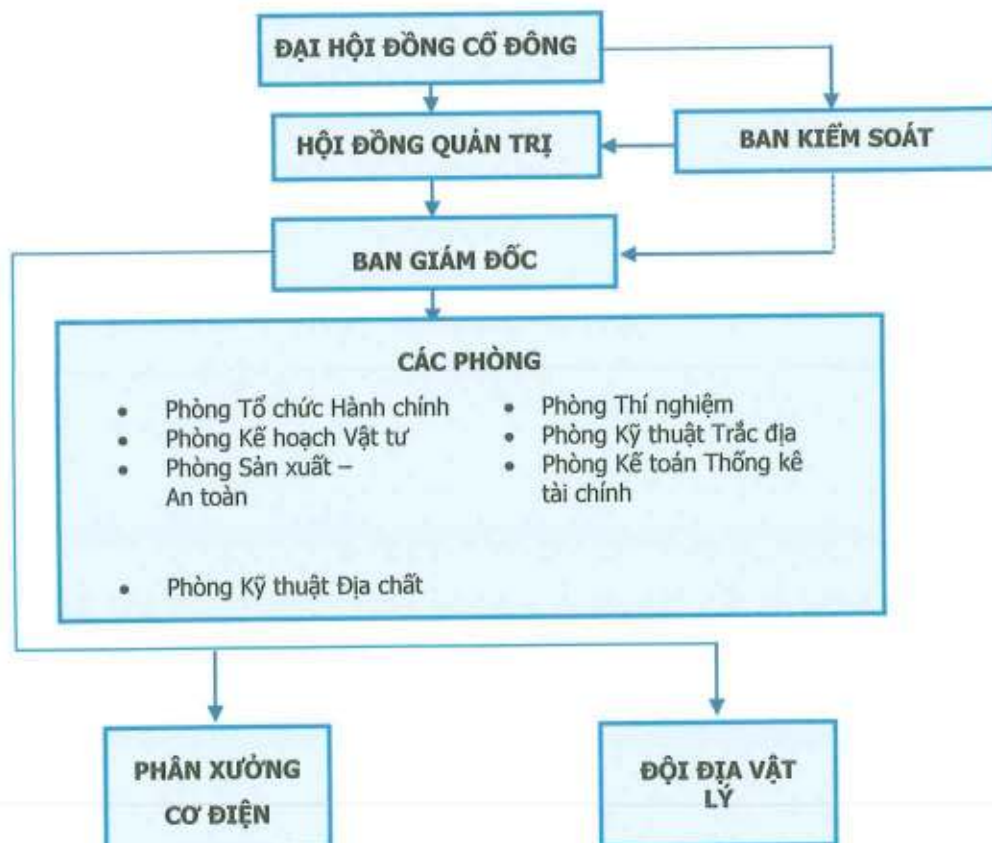 ĐẠI HỘI ĐỒNG CỔ ĐÔNG
HỘI ĐỒNG QUẢN TRỊ
BAN KIỂM SOÁT
BAN GIÁM ĐỐC
CÁC PHÒNG
• Phòng Tổ chức Hành chính
• Phòng Kế hoạch Vật tư
• Phòng Sản xuất –
An toàn
• Phòng Kỹ thuật Địa chất
• Phòng Thí nghiệm
• Phòng Kỹ thuật Trắc địa
• Phòng Kế toán Thống kê
tài chính
PHÂN XƯỞNG
CƠ ĐIỆN
ĐỘI ĐỊA VẬT
LÝ